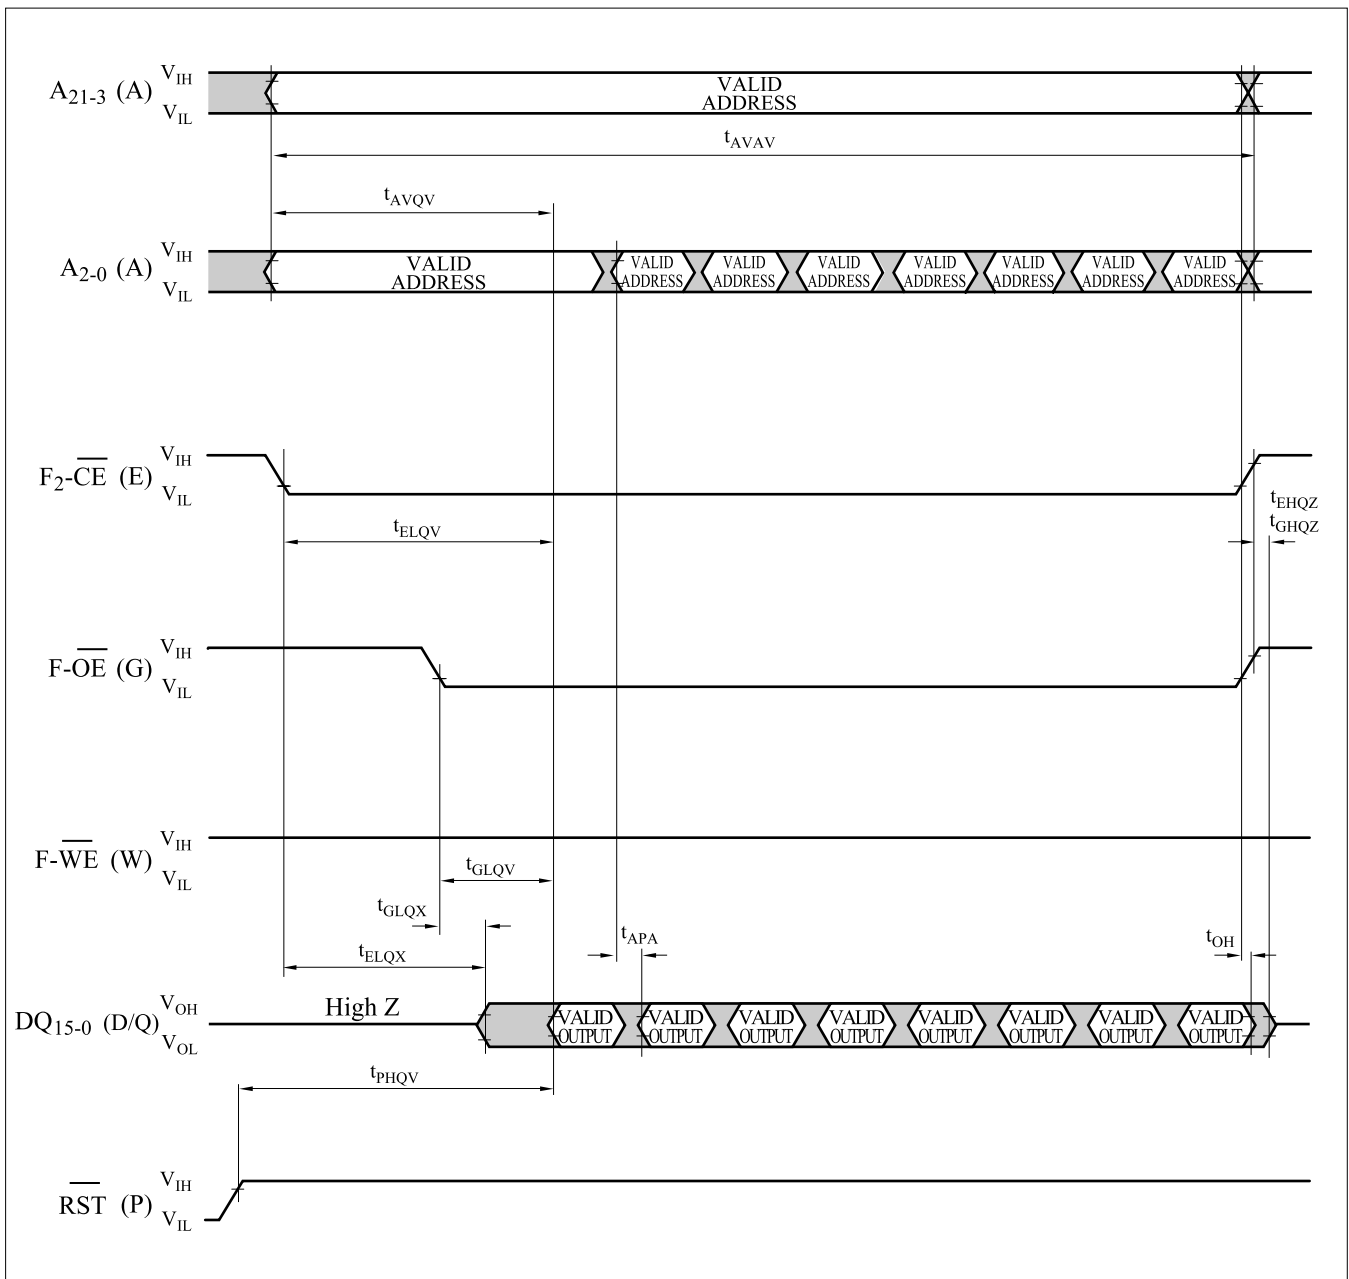 A21-3 (A) VIH VIL VALID ADDRESS
tAVAV
tAVQV
A2-0 (A) VIH VIL VALID ADDRESS VALID ADDRESS VALID ADDRESS VALID ADDRESS VALID ADDRESS VALID ADDRESS VALID ADDRESS VALID ADDRESS
F2-CE (E) VIH VIL
tEHQZ
tGHQZ
tELQV
F-OE (G) VIH VIL
F-WE (W) VIH VIL
tGLQV
tGLQX
tAPA
tOH
tELQX
DQ15-0 (D/Q) VOH VOL High Z VALID OUTPUT VALID OUTPUT VALID OUTPUT VALID OUTPUT VALID OUTPUT VALID OUTPUT VALID OUTPUT VALID OUTPUT
tPHQV
RST (P) VIH VIL